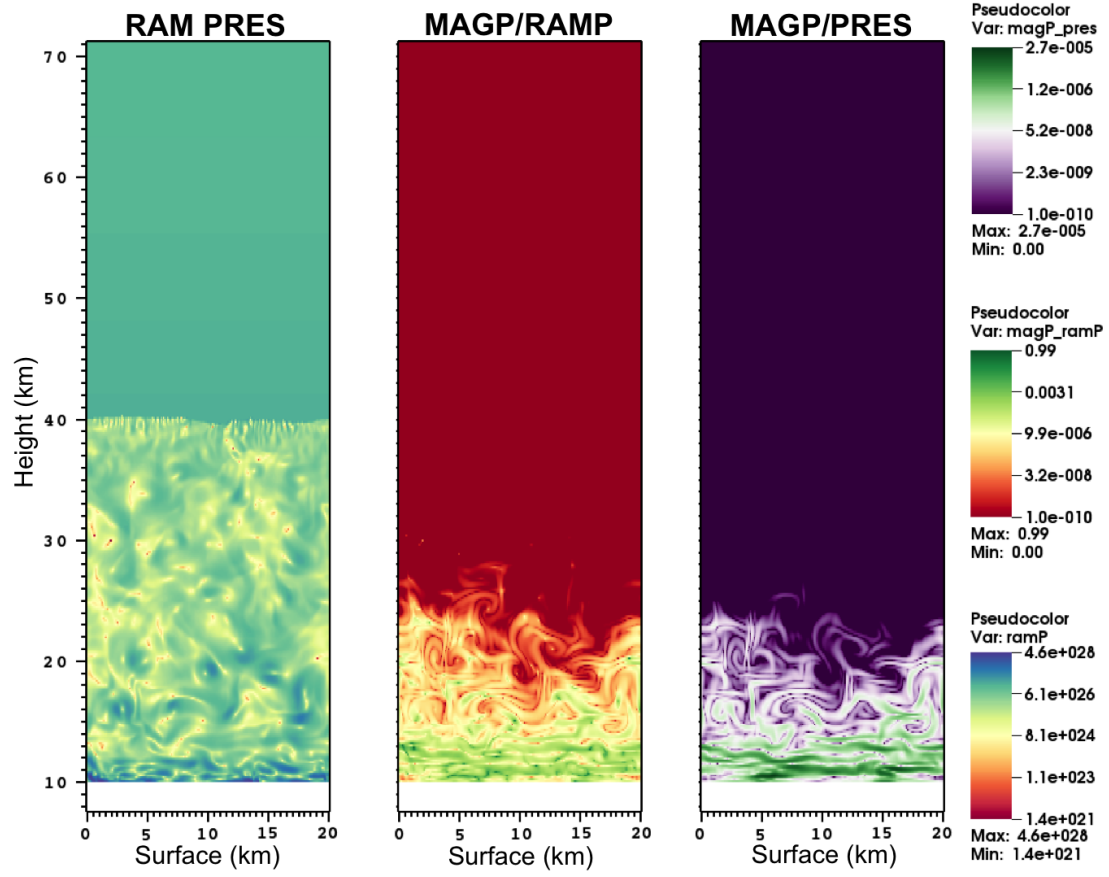 RAM PRES
MAGP/RAMP
MAGP/PRES
Height (km)
70
60
50
40
30
20
10
0 5 10 15 20
0 5 10 15 20
0 5 10 15 20
Surface (km)
Surface (km)
Surface (km)
Pseudocolor
Var: magP_pres
2.7e-005
1.2e-006
5.2e-008
2.3e-009
1.0e-010
Max: 2.7e-005
Min: 0.00
Pseudocolor
Var: magP_ramP
0.99
0.0031
9.9e-006
3.2e-008
1.0e-010
Max: 0.99
Min: 0.00
Pseudocolor
Var: ramP
4.6e+028
6.1e+026
8.1e+024
1.1e+023
1.4e+021
Max: 4.6e+028
Min: 1.4e+021